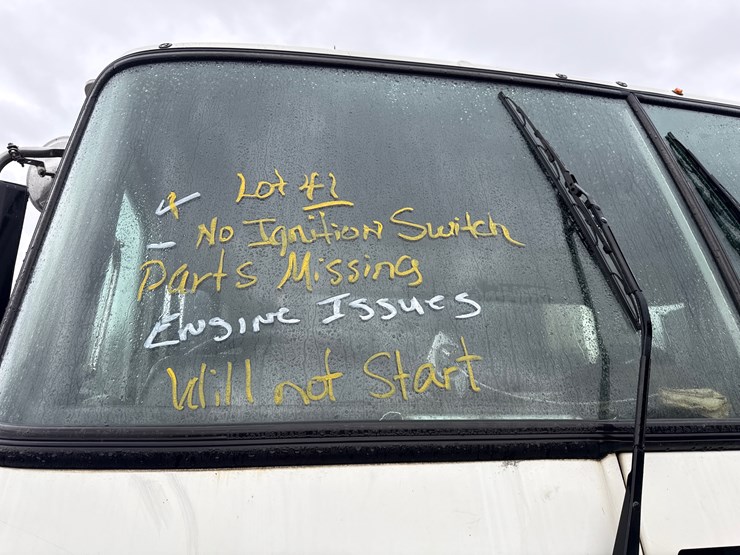 Lot #1
- No Ignition Switch
Parts Missing
Engine Issues
Will not Start